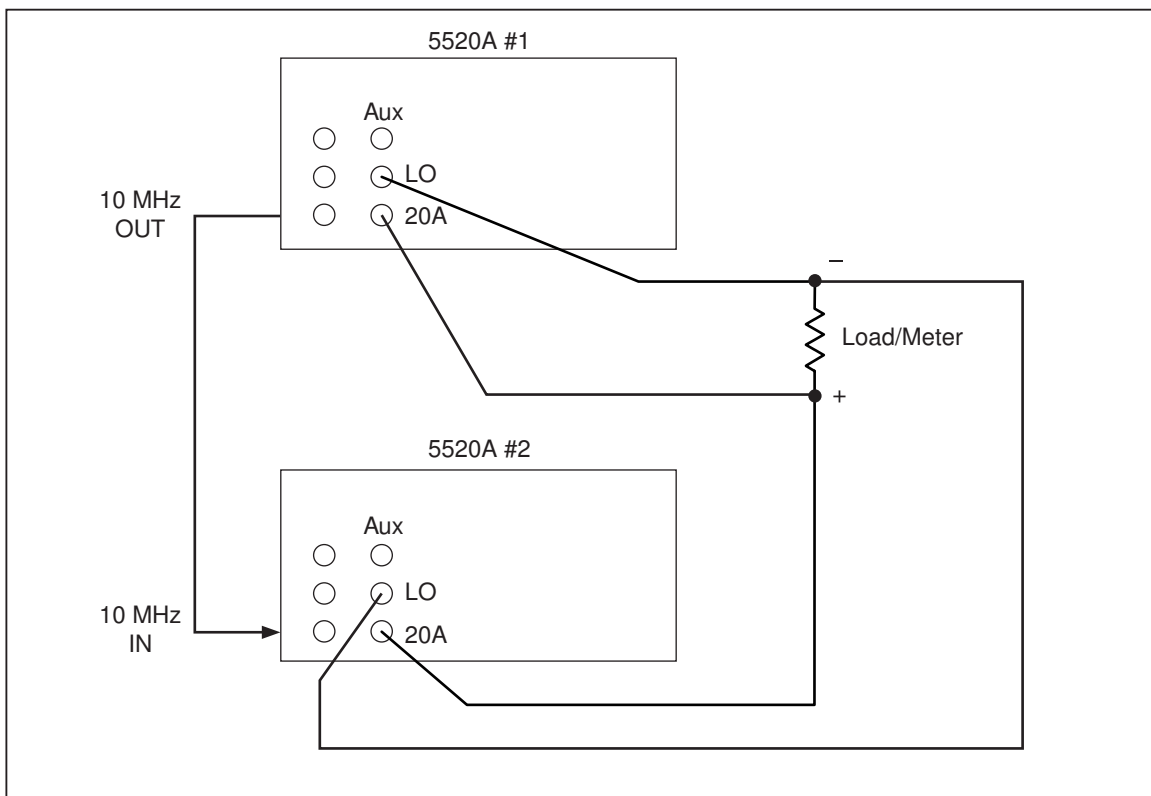 5520A #1
Aux
LO
20A
10 MHz
OUT
–
Load/Meter
+
5520A #2
Aux
LO
20A
10 MHz
IN